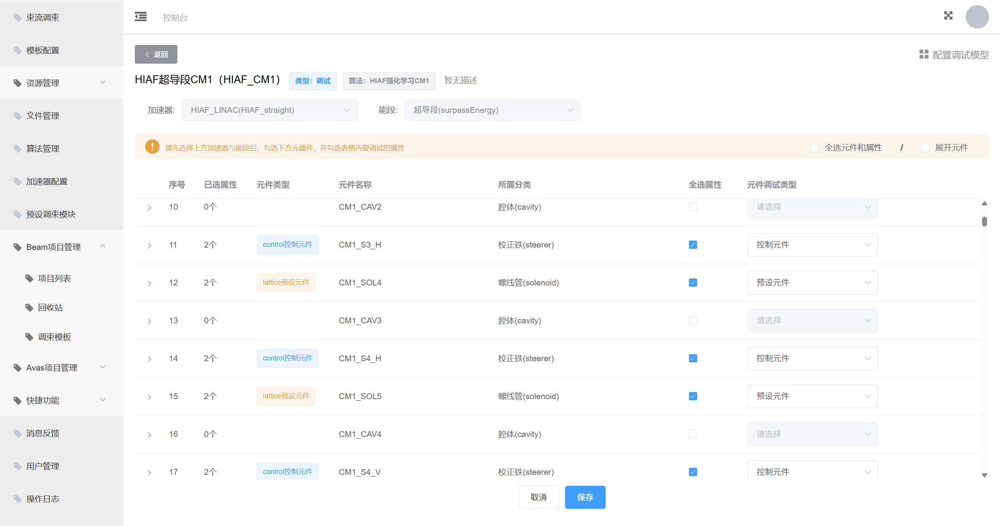 束流调束
模板配置
资源管理
文件管理
算法管理
加速器配置
预设调束模块
Beam项目管理
项目列表
回收站
调束模板
Avas项目管理
快捷功能
消息反馈
用户管理
操作日志
控制台
返回
配置调试模型
HIAF超导段CM1（HIAF_CM1） 类型：调试 算法：HIAF强化学习CM1 暂无描述
加速器: HIAF_LINAC(HIAF_straight) 能段: 超导段(surpassEnergy)
请先选择上方加速器与能段后，勾选下方元器件，并勾选表格内要调试的属性 全选元件和属性 / 展开元件
序号 已选属性 元件类型 元件名称 所属分类 全选属性 元件调试类型
10 0个 CM1_CAV2 腔体(cavity) 请选择
11 2个 control控制元件 CM1_S3_H 校正铁(steerer) 控制元件
12 2个 lattice预设元件 CM1_SOL4 螺线管(solenoid) 预设元件
13 0个 CM1_CAV3 腔体(cavity) 请选择
14 2个 control控制元件 CM1_S4_H 校正铁(steerer) 控制元件
15 2个 lattice预设元件 CM1_SOL5 螺线管(solenoid) 预设元件
16 0个 CM1_CAV4 腔体(cavity) 请选择
17 2个 control控制元件 CM1_S4_V 校正铁(steerer) 控制元件
取消 保存